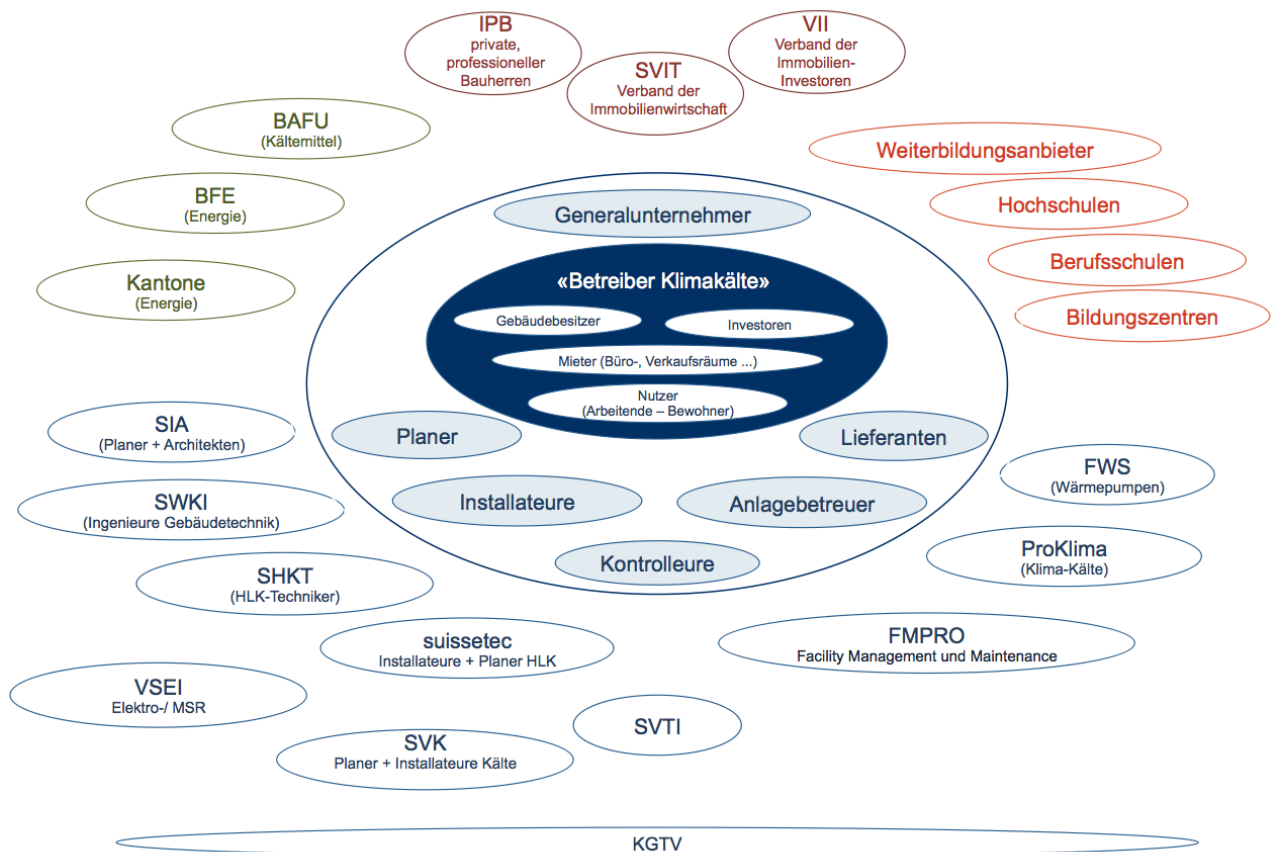 IPB
private,
professioneller
Bauherren
SVIT
Verband der
Immobilienwirtschaft
VII
Verband der
Immobilien-
Investoren
BAFU
(Kältemittel)
BFE
(Energie)
Kantone
(Energie)
Weiterbildungsanbieter
Hochschulen
Berufsschulen
Bildungszentren
Generalunternehmer
«Betreiber Klimakälte»
Gebäudebesitzer
Investoren
Mieter (Büro-, Verkaufsräume ...)
Nutzer
(Arbeitende – Bewohner)
Planer
Lieferanten
Installateure
Anlagebetreuer
Kontrolleure
SIA
(Planer + Architekten)
SWKI
(Ingenieure Gebäudetechnik)
SHKT
(HLK-Techniker)
suissetec
Installateure + Planer HLK
VSEI
Elektro-/ MSR
SVK
Planer + Installateure Kälte
SVTI
FWS
(Wärmepumpen)
ProKlima
(Klima-Kälte)
FMPRO
Facility Management und Maintenance
KGTV